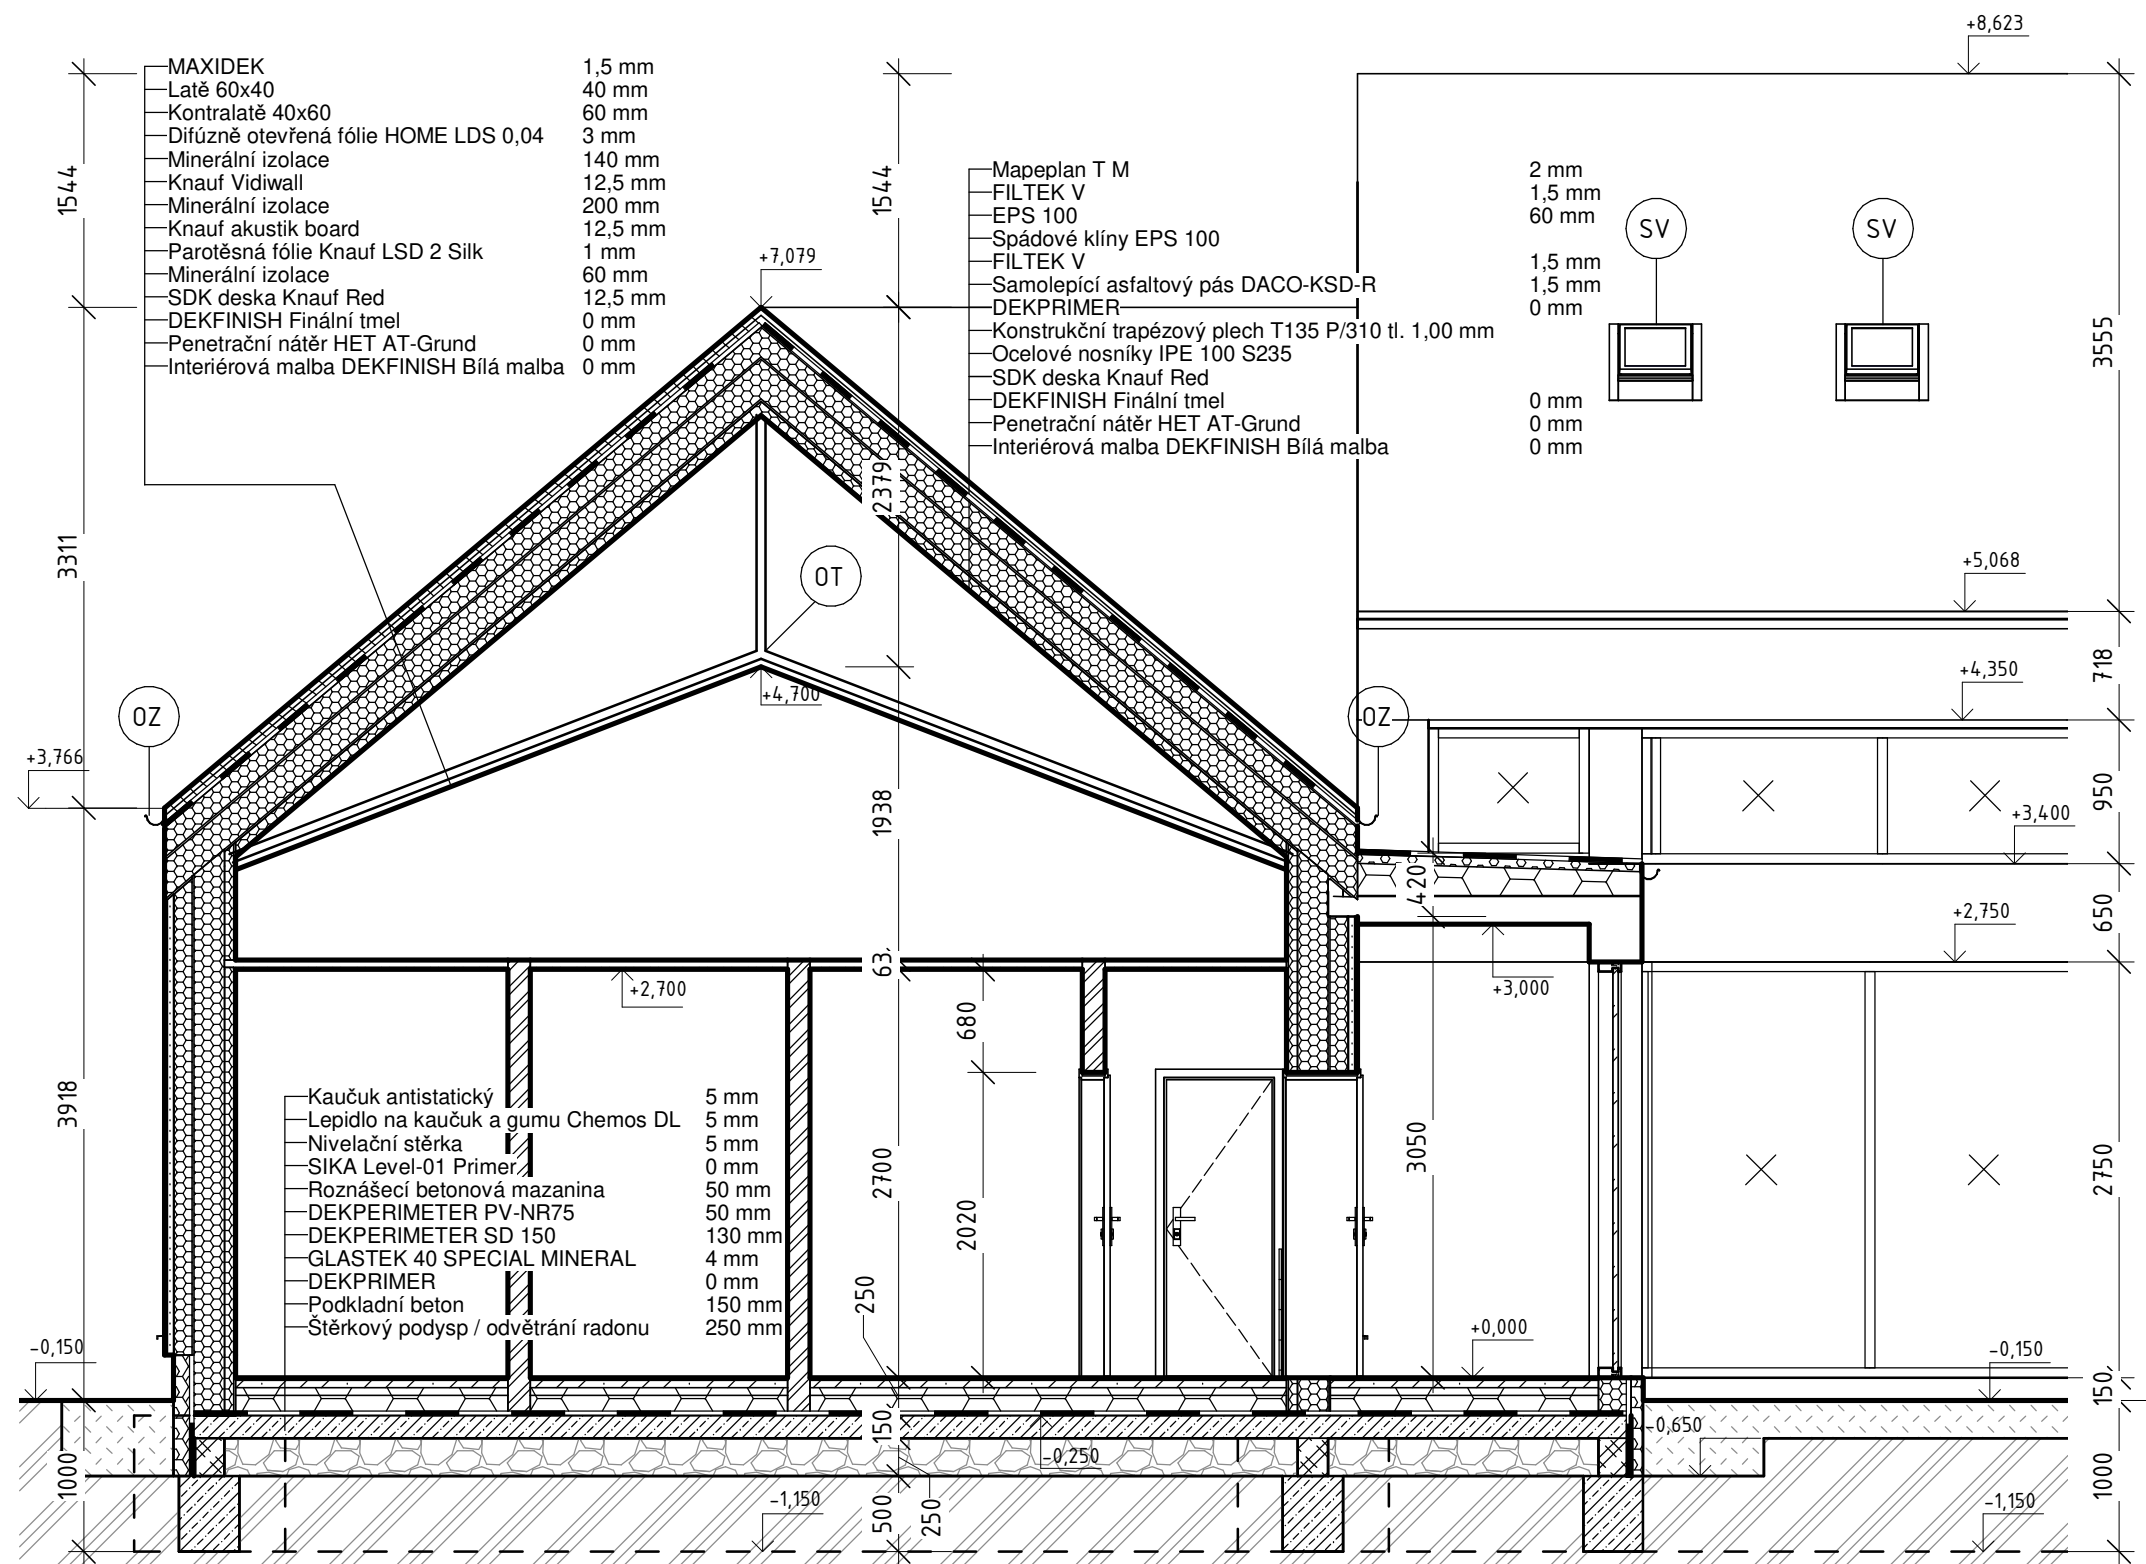 +8,623
MAXIDEK 1,5 mm
Latě 60x40 40 mm
Kontralatě 40x60 60 mm
Difúzně otevřená fólie HOME LDS 0,04 3 mm
Minerální izolace 140 mm
Knauf Vidiwall 12,5 mm
Minerální izolace 200 mm
Knauf akustik board 12,5 mm
Parotěsná fólie Knauf LSD 2 Silk 1 mm
Minerální izolace 60 mm
SDK deska Knauf Red 12,5 mm
DEKFINISH Finální tmel 0 mm
Penetrační nátěr HET AT-Grund 0 mm
Interiérová malba DEKFINISH Bílá malba 0 mm
Mapeplan T M 2 mm
FILTEK V 1,5 mm
EPS 100 60 mm
Spádové klíny EPS 100
FILTEK V 1,5 mm
Samolepící asfaltový pás DACO-KSD-R 1,5 mm
DEKPRIMER 0 mm
Konstrukční trapézový plech T135 P/310 tl. 1,00 mm
Ocelové nosníky IPE 100 S235
SDK deska Knauf Red
DEKFINISH Finální tmel 0 mm
Penetrační nátěr HET AT-Grund 0 mm
Interiérová malba DEKFINISH Bílá malba 0 mm
1544
1544
SV
SV
+7,079
3555
2379
3311
+5,068
OT
718
+4,350
+4,700
OZ
OZ
+3,766
950
1938
+3,400
420
+2,750
650
63
+2,700
+3,000
680
3918
Kaučuk antistatický 5 mm
Lepidlo na kaučuk a gumu Chemos DL 5 mm
Nivelační stěrka 5 mm
SIKA Level-01 Primer 0 mm
Roznášecí betonová mazanina 50 mm
DEKPERIMETER PV-NR75 50 mm
DEKPERIMETER SD 150 130 mm
GLASTEK 40 SPECIAL MINERAL 4 mm
DEKPRIMER 0 mm
Podkladní beton 150 mm
Štěrkový podysp / odvětrání radonu 250 mm
2700
2020
3050
2750
250
+0,000
-0,150
-0,150
150
150
-0,650
-0,250
1000
500
250
-1,150
-1,150
1000